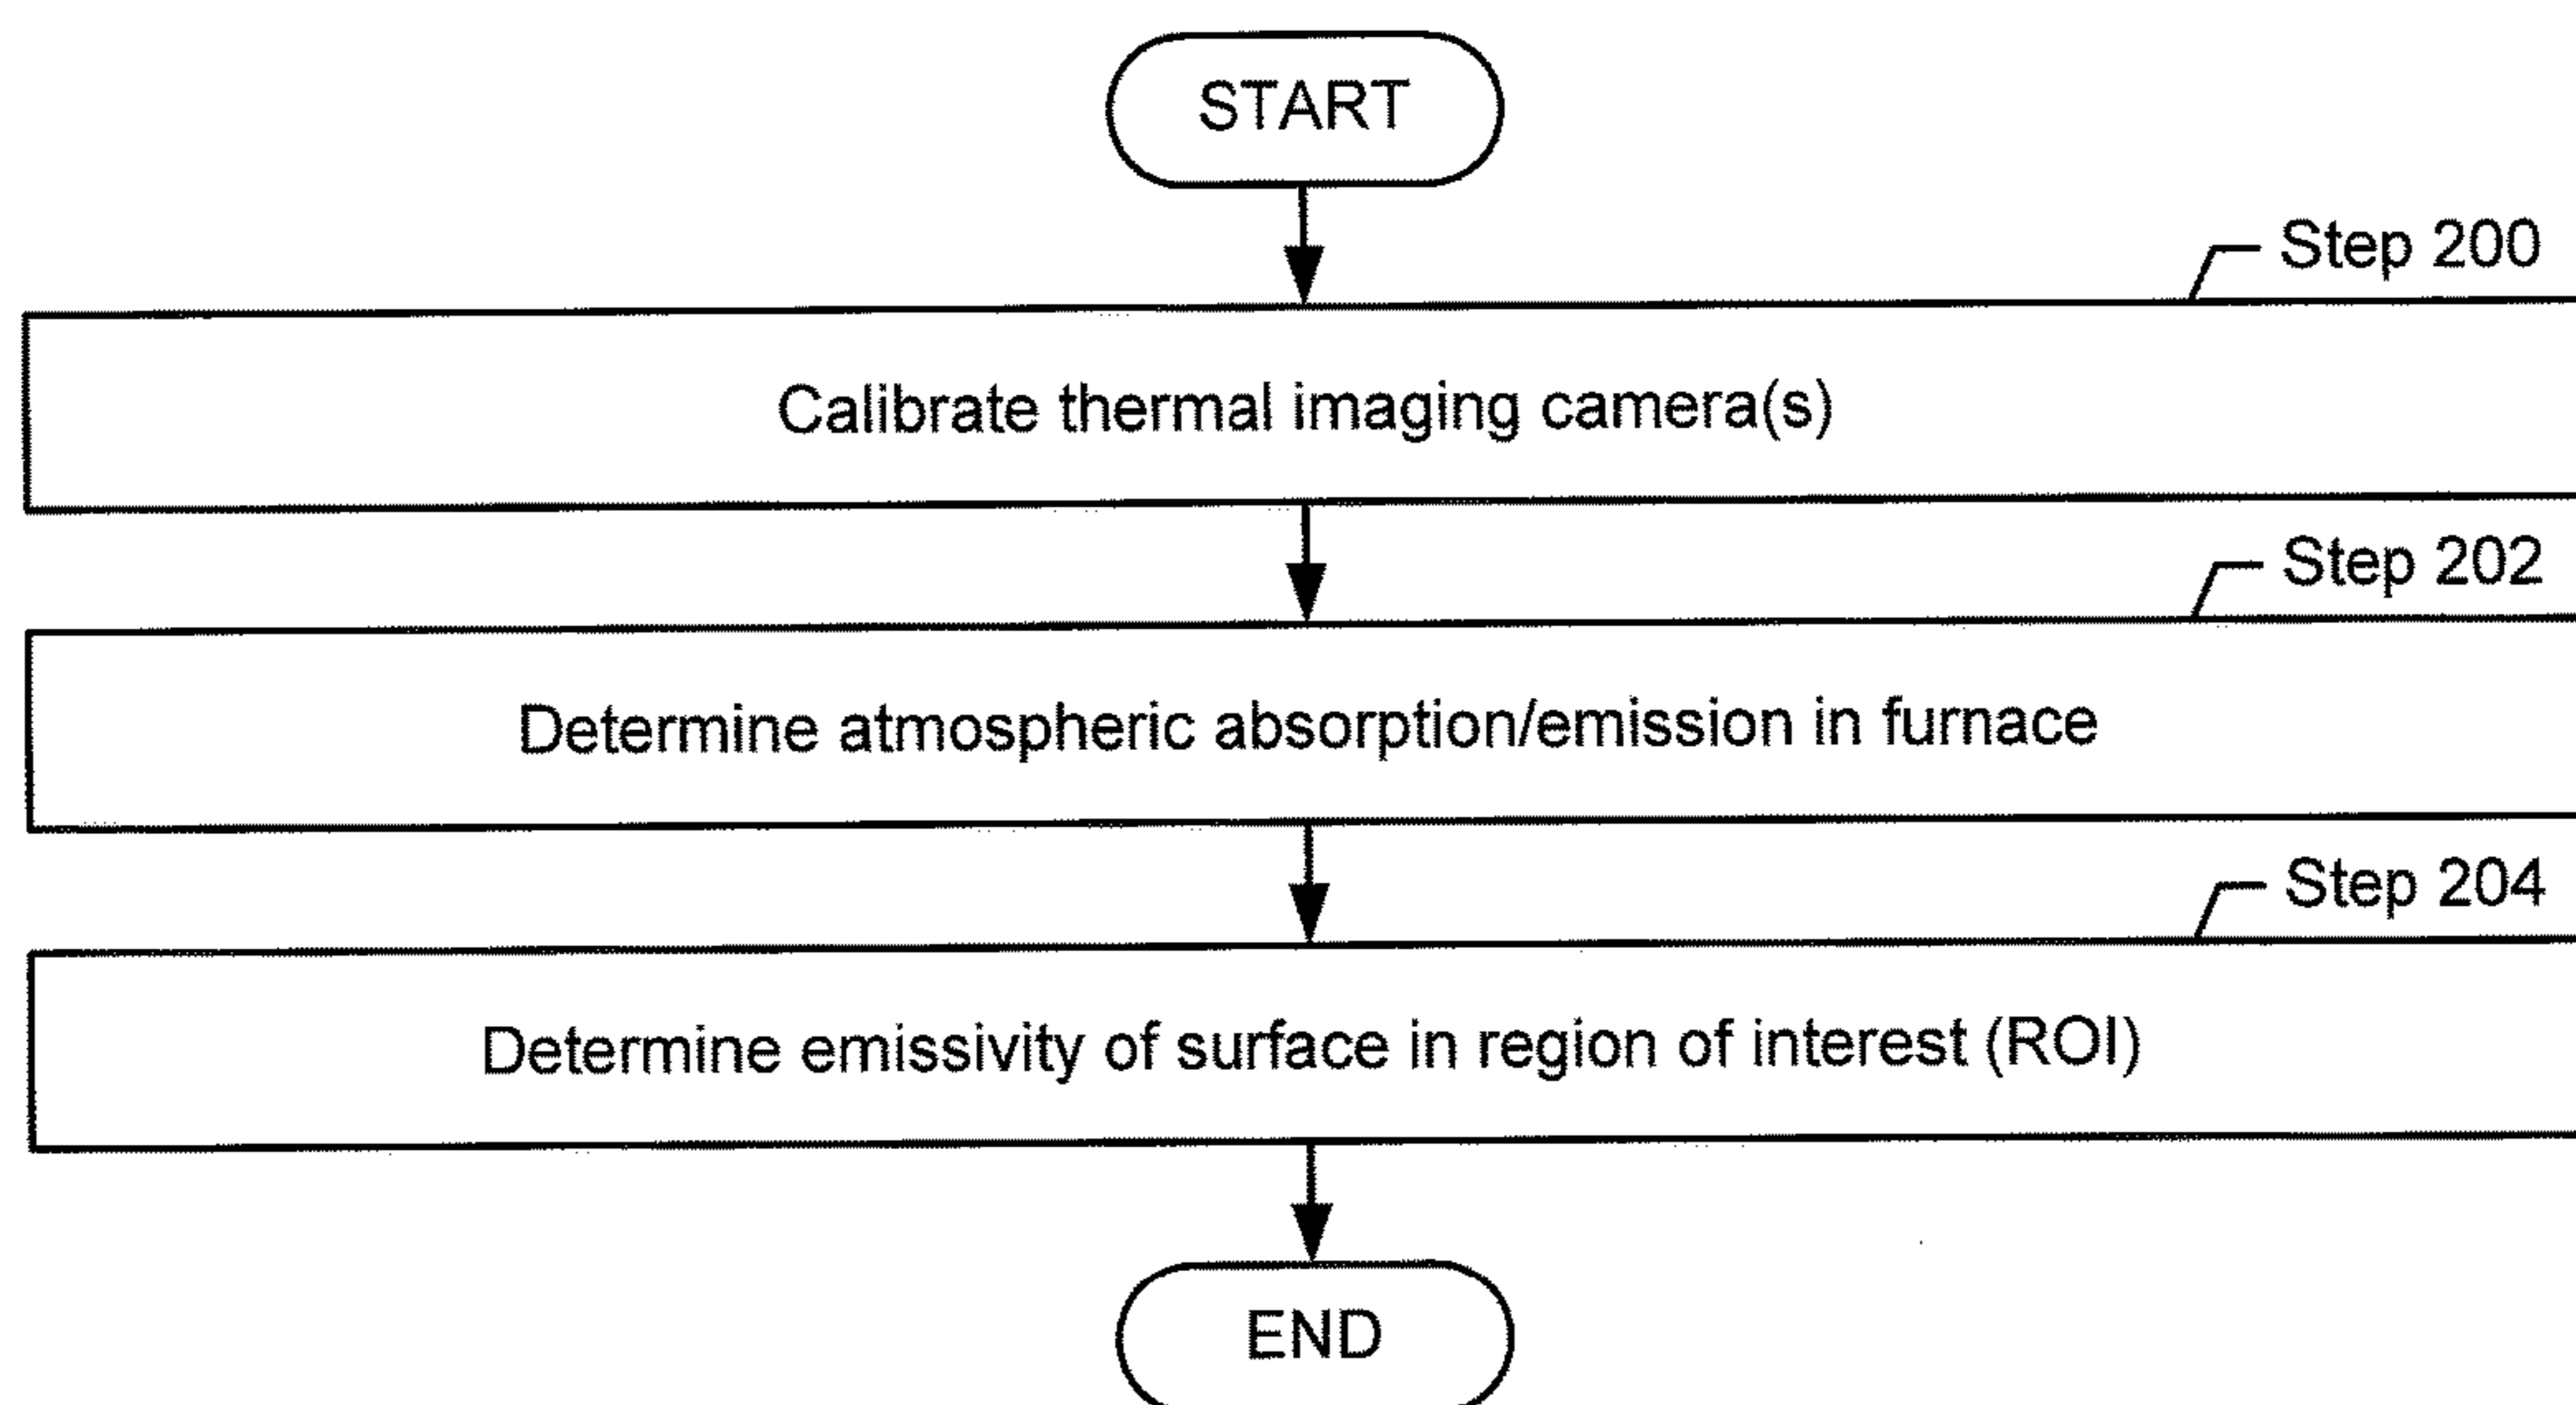 START
Step 200
Calibrate thermal imaging camera(s)
Step 202
Determine atmospheric absorption/emission in furnace
Step 204
Determine emissivity of surface in region of interest (ROI)
END